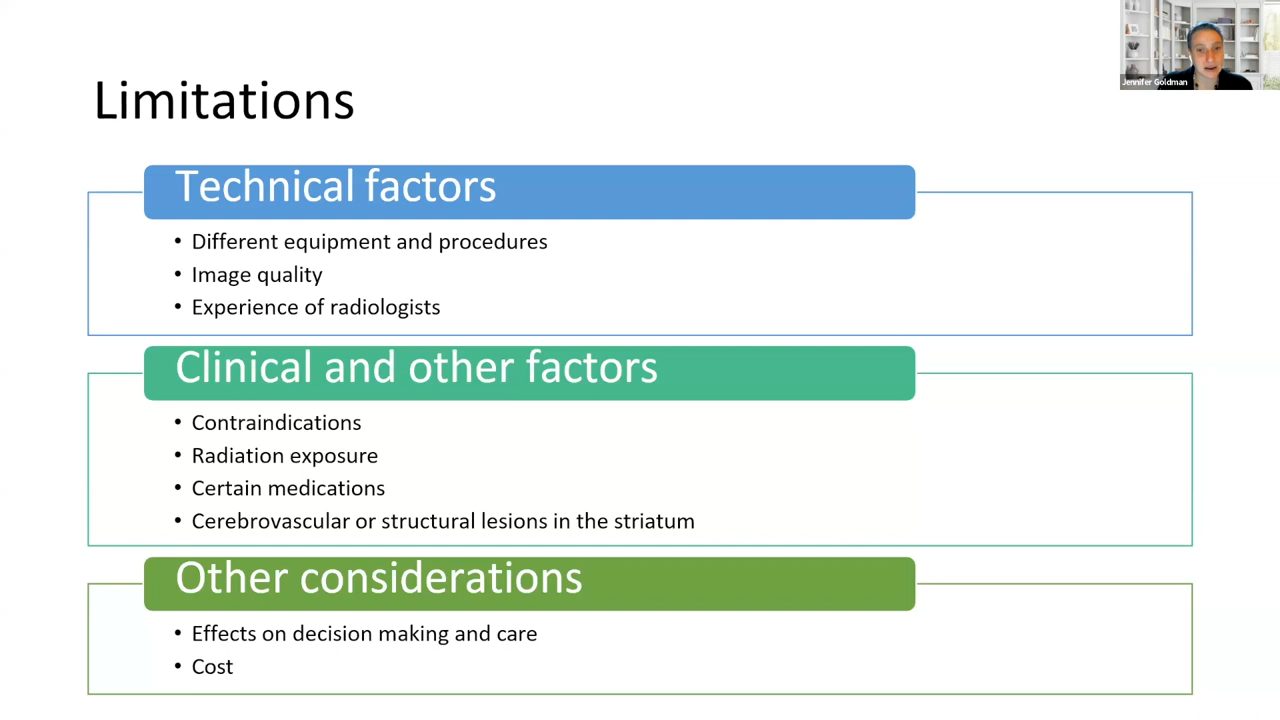 Jennifer Goldman
Limitations
Technical factors
• Different equipment and procedures
• Image quality
• Experience of radiologists
Clinical and other factors
• Contraindications
• Radiation exposure
• Certain medications
• Cerebrovascular or structural lesions in the striatum
Other considerations
• Effects on decision making and care
• Cost